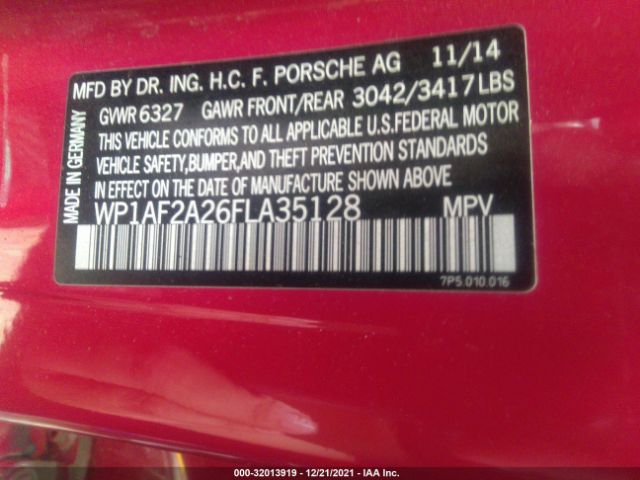 MFD BY DR. ING. H.C. F. PORSCHE AG 11/14
GVWR 6327 GAWR FRONT/REAR 3042/3417 LBS
THIS VEHICLE CONFORMS TO ALL APPLICABLE U.S. FEDERAL MOTOR
VEHICLE SAFETY, BUMPER, AND THEFT PREVENTION STANDARDS
IN EFFECT ON THE DATE OF MANUFACTURE SHOWN ABOVE
WP1AF2A26FLA35128 MPV
7P5.010.016
MADE IN GERMANY
000-32013919 - 12/21/2021 - IAA Inc.